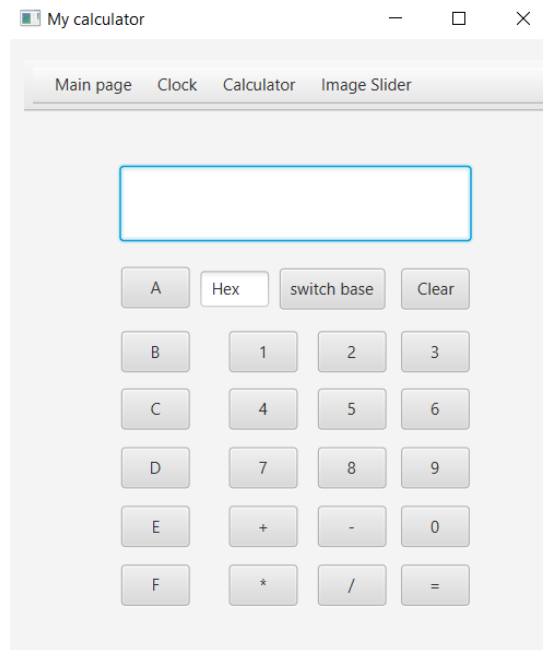 My calculator
Main page Clock Calculator Image Slider
A Hex switch base Clear
B 1 2 3
C 4 5 6
D 7 8 9
E + - 0
F * / =